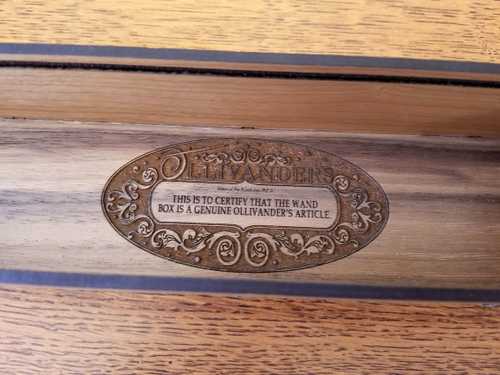 OLLIVANDERS
THIS IS TO CERTIFY THAT THE WAND
BOX IS A GENUINE OLLIVANDER'S ARTICLE